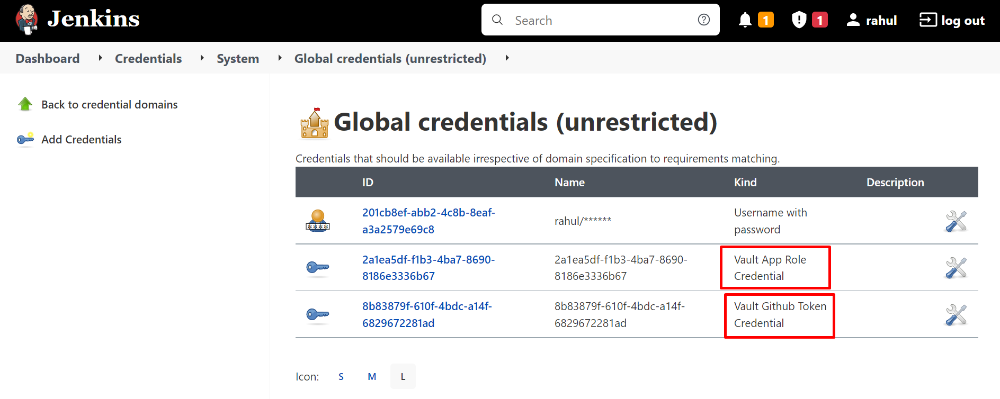 Jenkins
Search
1
1
rahul
log out
Dashboard
Credentials
System
Global credentials (unrestricted)
Back to credential domains
Add Credentials
Global credentials (unrestricted)
Credentials that should be available irrespective of domain specification to requirements matching.
ID Name Kind Description
201cb8ef-abb2-4c8b-8eaf-
a3a2579e69c8
rahul/******
Username with
password
2a1ea5df-f1b3-4ba7-8690-
8186e3336b67
2a1ea5df-f1b3-4ba7-8690-
8186e3336b67
Vault App Role
Credential
8b83879f-610f-4bdc-a14f-
6829672281ad
8b83879f-610f-4bdc-a14f-
6829672281ad
Vault Github Token
Credential
Icon: S M L